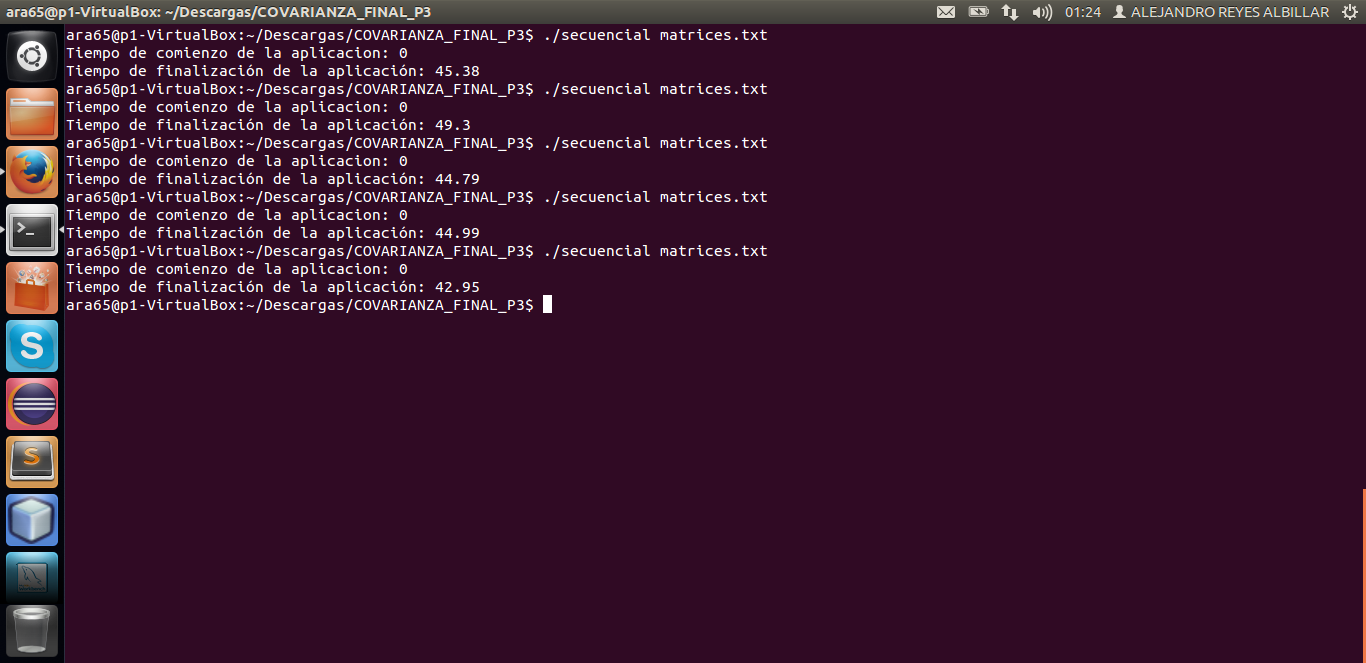 ara65@p1-VirtualBox: ~/Descargas/COVARIANZA_FINAL_P3
01:24 ALEJANDRO REYES ALBILLAR
ara65@p1-VirtualBox:~/Descargas/COVARIANZA_FINAL_P3$ ./secuencial matrices.txt
Tiempo de comienzo de la aplicacion: 0
Tiempo de finalización de la aplicación: 45.38
ara65@p1-VirtualBox:~/Descargas/COVARIANZA_FINAL_P3$ ./secuencial matrices.txt
Tiempo de comienzo de la aplicacion: 0
Tiempo de finalización de la aplicación: 49.3
ara65@p1-VirtualBox:~/Descargas/COVARIANZA_FINAL_P3$ ./secuencial matrices.txt
Tiempo de comienzo de la aplicacion: 0
Tiempo de finalización de la aplicación: 44.79
ara65@p1-VirtualBox:~/Descargas/COVARIANZA_FINAL_P3$ ./secuencial matrices.txt
Tiempo de comienzo de la aplicacion: 0
Tiempo de finalización de la aplicación: 44.99
ara65@p1-VirtualBox:~/Descargas/COVARIANZA_FINAL_P3$ ./secuencial matrices.txt
Tiempo de comienzo de la aplicacion: 0
Tiempo de finalización de la aplicación: 42.95
ara65@p1-VirtualBox:~/Descargas/COVARIANZA_FINAL_P3$